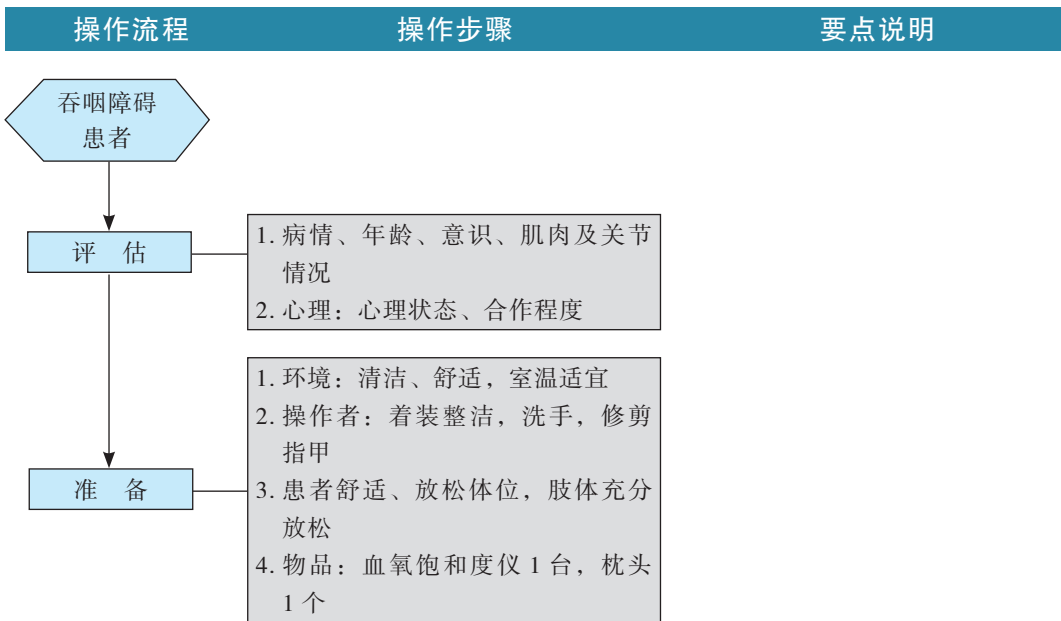 操作流程 操作步骤 要点说明
吞咽障碍
患者
评 估
1. 病情、年龄、意识、肌肉及关节
情况
2. 心理：心理状态、合作程度
准 备
1. 环境：清洁、舒适，室温适宜
2. 操作者：着装整洁，洗手，修剪
指甲
3. 患者舒适、放松体位，肢体充分
放松
4. 物品：血氧饱和度仪 1 台，枕头
1 个